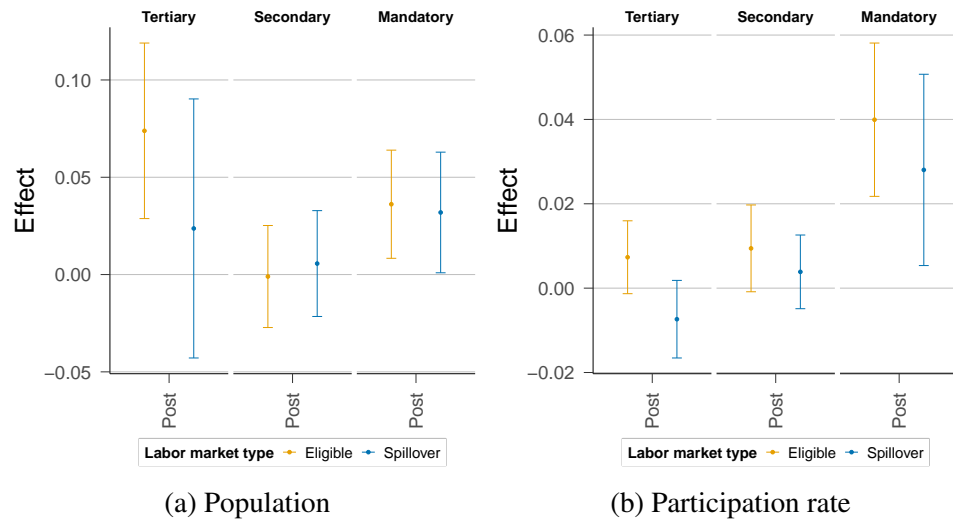 Tertiary Secondary Mandatory
Effect
0.10
0.05
0.00
−0.05
Post Post Post
Labor market type Eligible Spillover
(a) Population
Tertiary Secondary Mandatory
Effect
0.06
0.04
0.02
0.00
−0.02
Post Post Post
Labor market type Eligible Spillover
(b) Participation rate